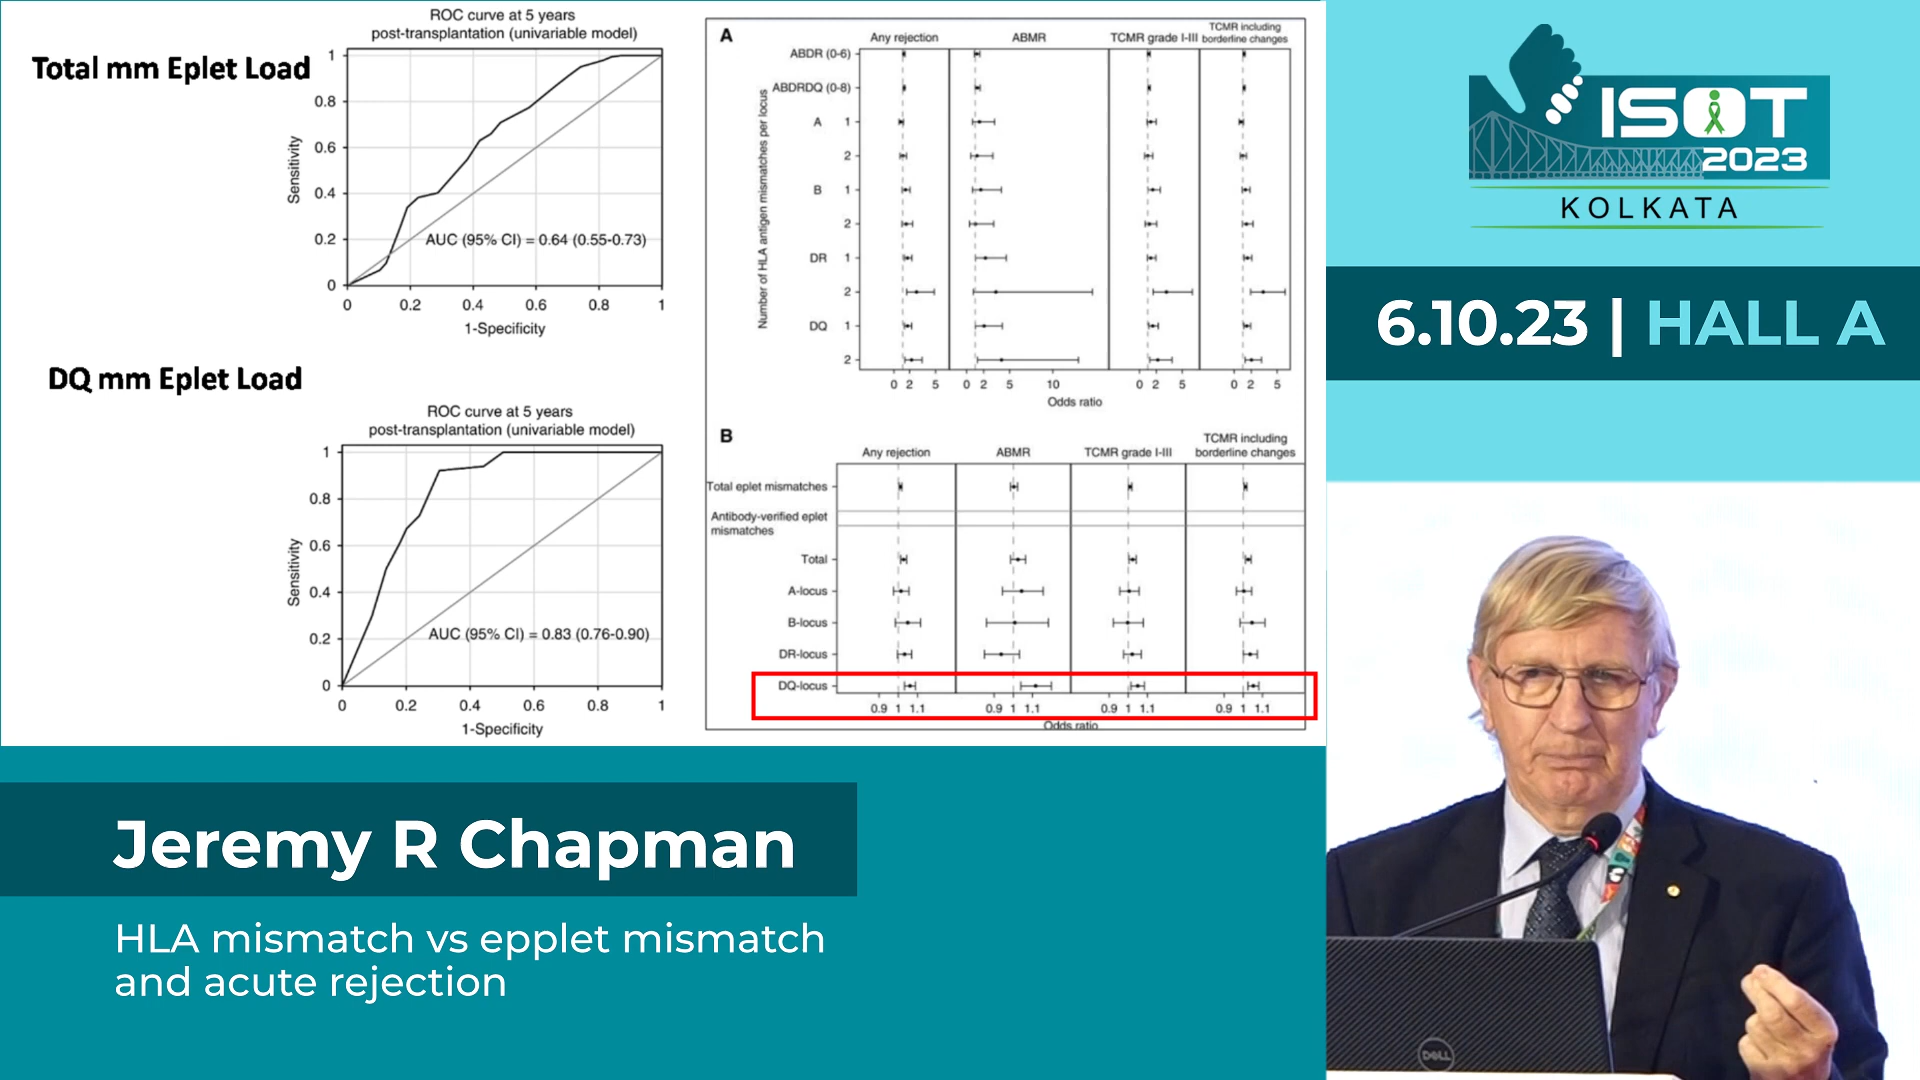 Total mm Eplet Load
ROC curve at 5 years
post-transplantation (univariable model)
Sensitivity
1
0.8
0.6
0.4
0.2
0
AUC (95% CI) = 0.64 (0.55-0.73)
0 0.2 0.4 0.6 0.8 1
1-Specificity
DQ mm Eplet Load
ROC curve at 5 years
post-transplantation (univariable model)
Sensitivity
1
0.8
0.6
0.4
0.2
0
AUC (95% CI) = 0.83 (0.76-0.90)
0 0.2 0.4 0.6 0.8 1
1-Specificity
A
Any rejection
ABMR
TCMR grade I-III
TCMR including
borderline changes
Number of HLA antigen mismatches per locus
ABDR (0-6)
ABDRDQ (0-8)
A 1
2
B 1
2
DR 1
2
DQ 1
2
0 2 5 0 2 5 10 0 2 5 0 2 5
Odds ratio
B
Any rejection
ABMR
TCMR grade I-III
TCMR including
borderline changes
Total eplet mismatches
Antibody-verified eplet
mismatches
Total
A-locus
B-locus
DR-locus
DQ-locus
0.9 1 1.1 0.9 1 1.1 0.9 1 1.1 0.9 1 1.1
Odds ratio
ISOT
2023
KOLKATA
6.10.23 | HALL A
Jeremy R Chapman
HLA mismatch vs epplet mismatch
and acute rejection
DELL